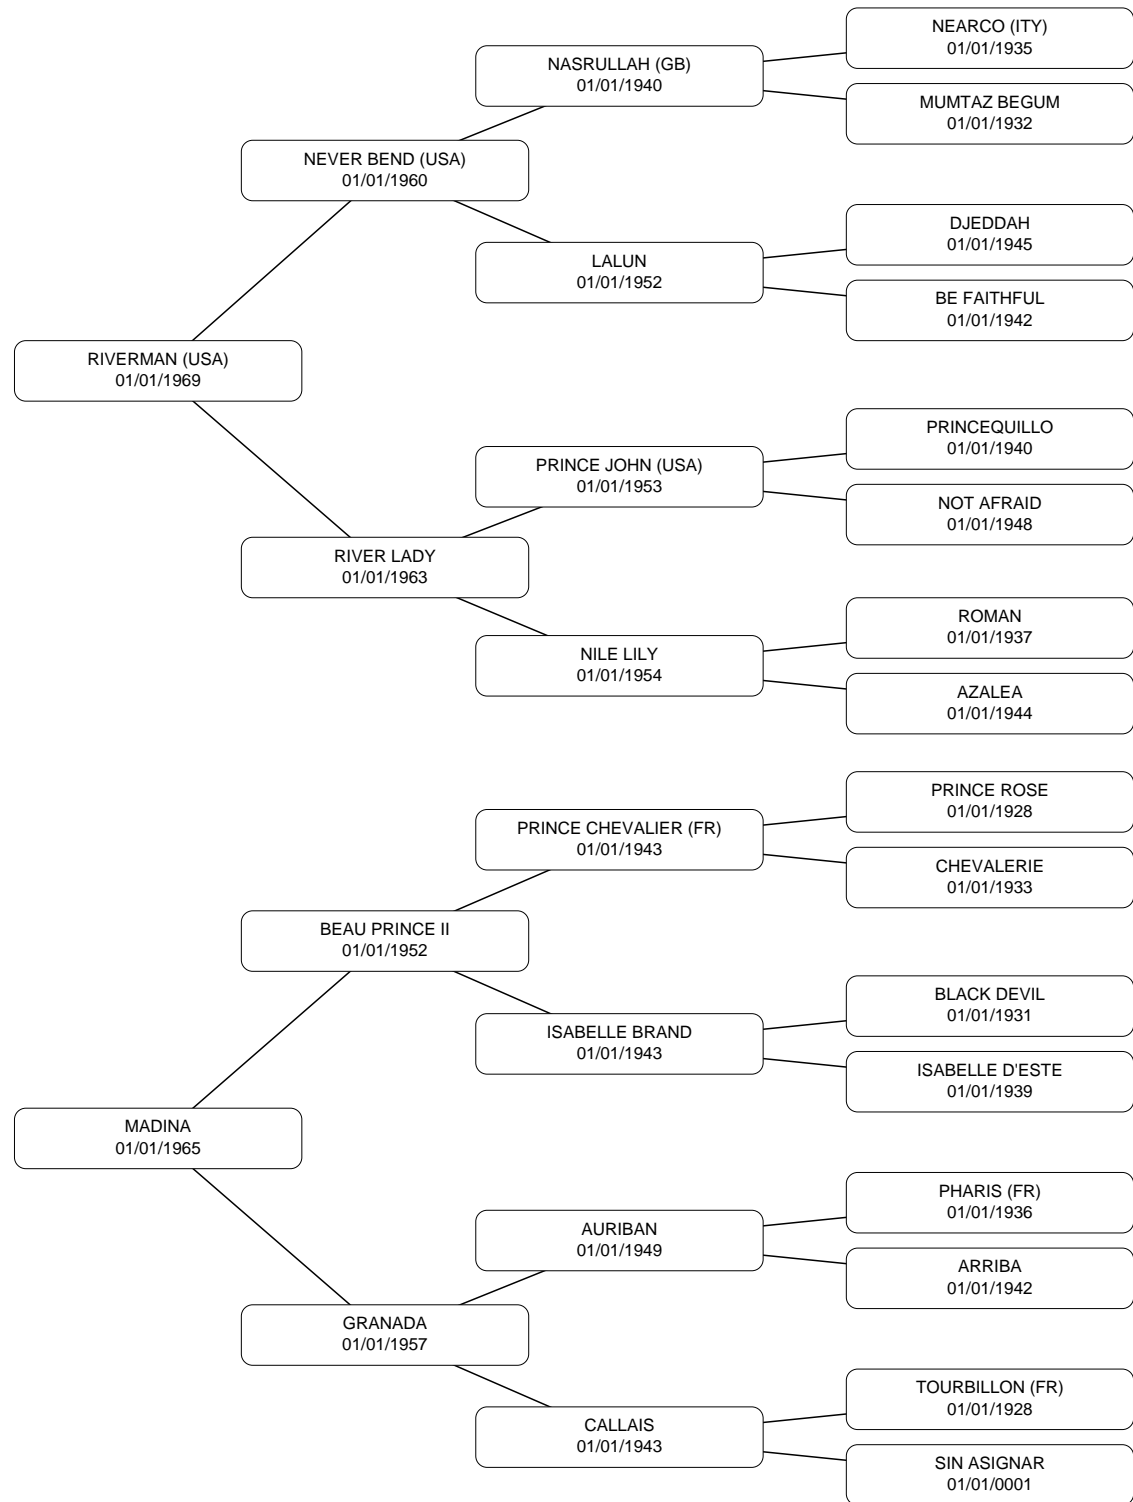 NEARCO (ITY)
01/01/1935
NASRULLAH (GB)
01/01/1940
MUMTAZ BEGUM
01/01/1932
NEVER BEND (USA)
01/01/1960
DJEDDAH
01/01/1945
LALUN
01/01/1952
BE FAITHFUL
01/01/1942
RIVERMAN (USA)
01/01/1969
PRINCEQUILLO
01/01/1940
PRINCE JOHN (USA)
01/01/1953
NOT AFRAID
01/01/1948
RIVER LADY
01/01/1963
ROMAN
01/01/1937
NILE LILY
01/01/1954
AZALEA
01/01/1944
PRINCE ROSE
01/01/1928
PRINCE CHEVALIER (FR)
01/01/1943
CHEVALERIE
01/01/1933
BEAU PRINCE II
01/01/1952
BLACK DEVIL
01/01/1931
ISABELLE BRAND
01/01/1943
ISABELLE D'ESTE
01/01/1939
MADINA
01/01/1965
PHARIS (FR)
01/01/1936
AURIBAN
01/01/1949
ARRIBA
01/01/1942
GRANADA
01/01/1957
TOURBILLON (FR)
01/01/1928
CALLAIS
01/01/1943
SIN ASIGNAR
01/01/0001